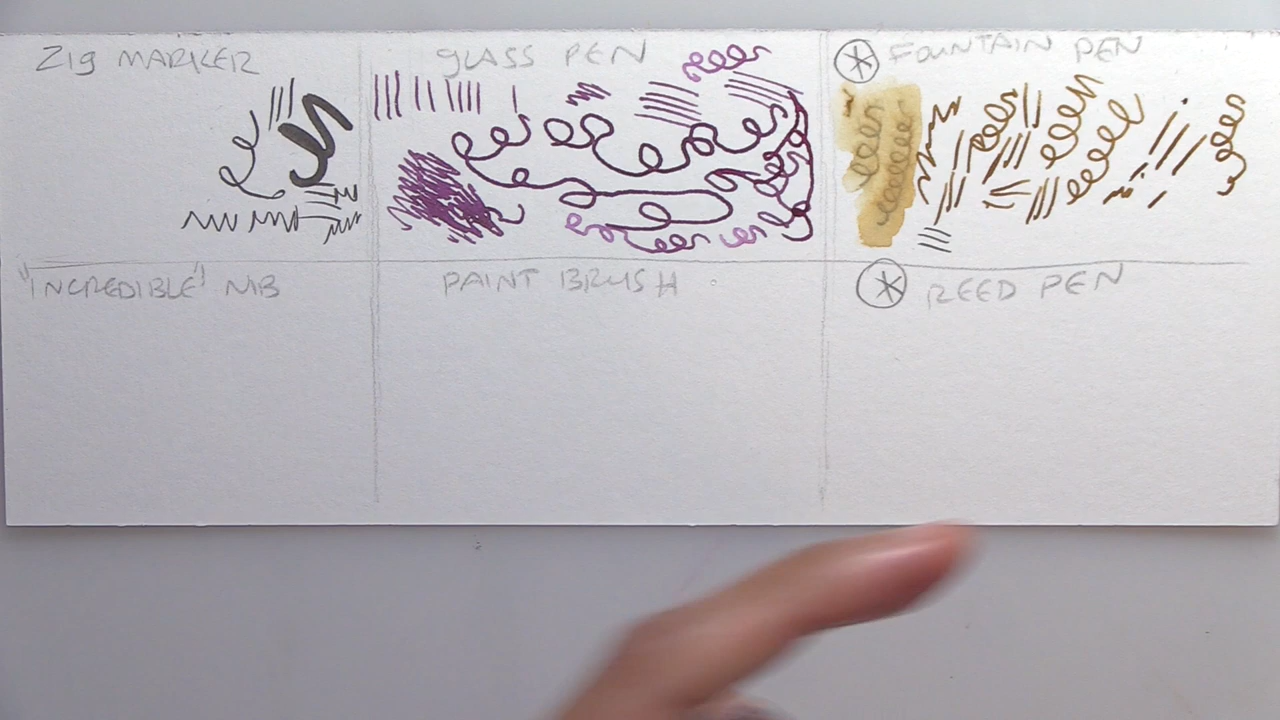 Zig MARKER
glass PEN
FOUNTAIN PEN
"INCREDIBLE" NIB
PAINT BRUSH
REED PEN